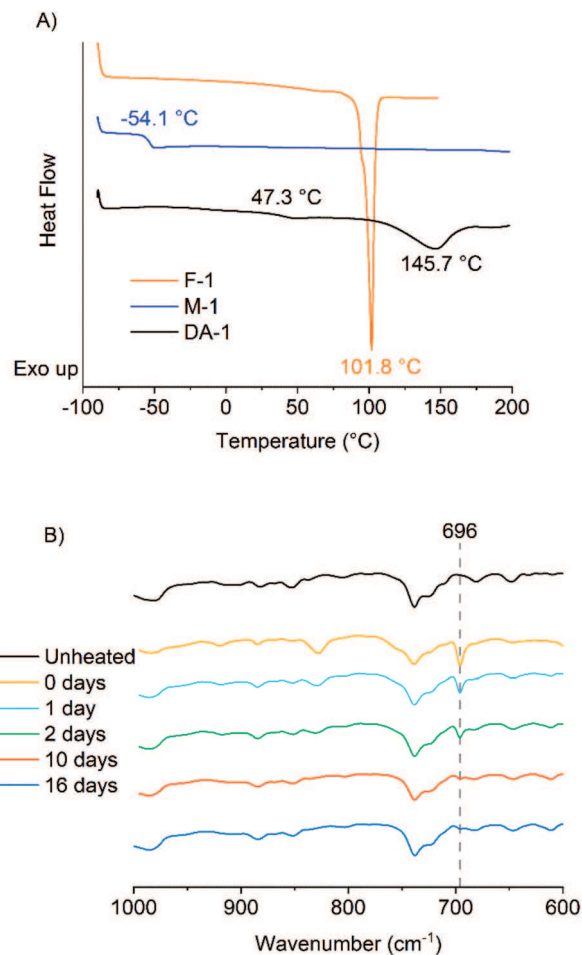 A)
-54.1 °C
47.3 °C
145.7 °C
101.8 °C
Heat Flow
F-1
M-1
DA-1
Exo up
-100 -50 0 50 100 150 200
Temperature (°C)
B)
696
Unheated
0 days
1 day
2 days
10 days
16 days
1000 900 800 700 600
Wavenumber (cm⁻¹)